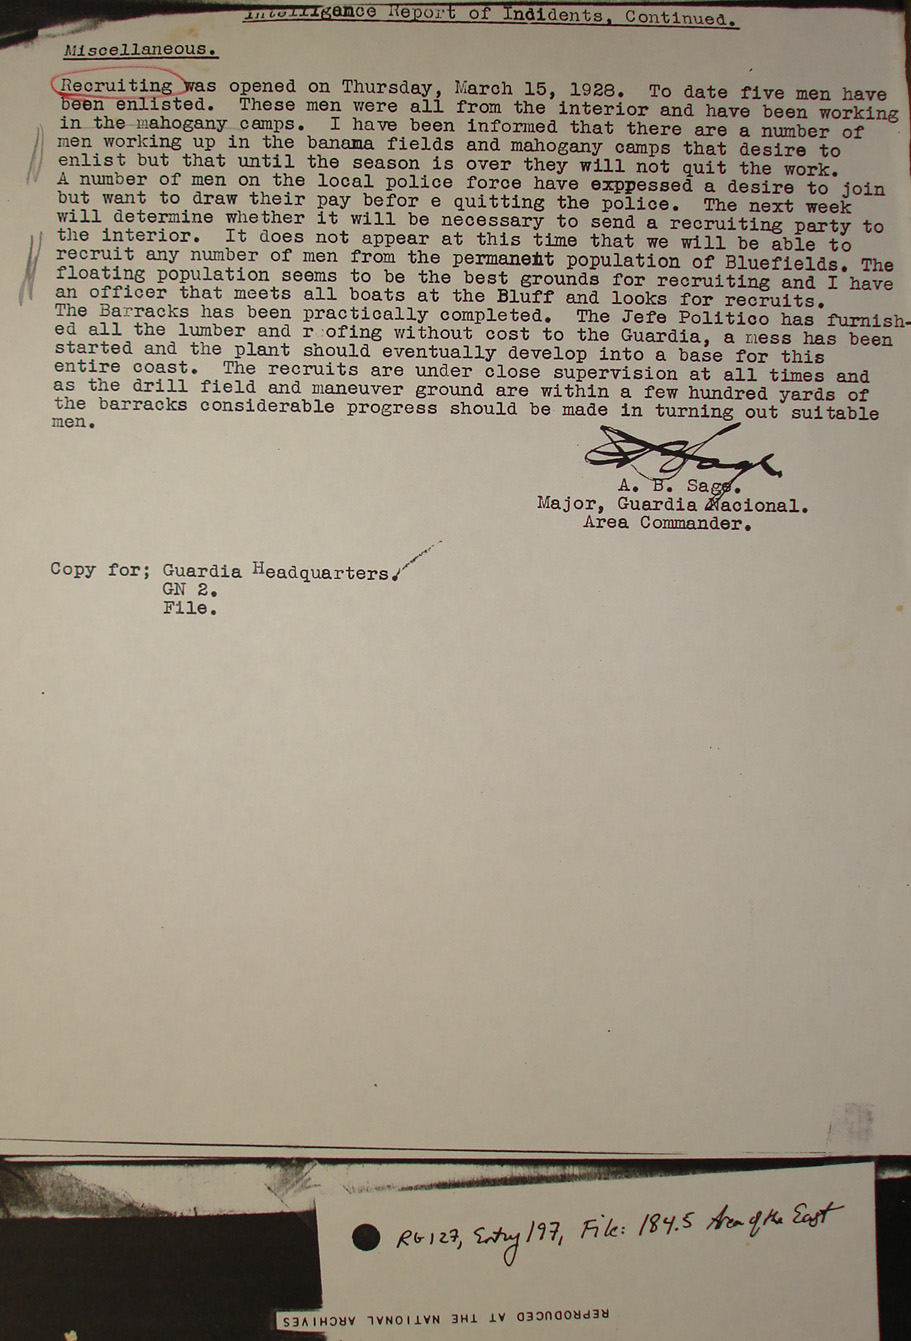 Intelligance Report of Indidents, Continued.
Miscellaneous.
Recruiting was opened on Thursday, March 15, 1928. To date five men have
been enlisted. These men were all from the interior and have been working
in the mahogany camps. I have been informed that there are a number of
men working up in the banama fields and mahogany camps that desire to
enlist but that until the season is over they will not quit the work.
A number of men on the local police force have exppessed a desire to join
but want to draw their pay befor e quitting the police. The next week
will determine whether it will be necessary to send a recruiting party to
the interior. It does not appear at this time that we will be able to
recruit any number of men from the permanent population of Bluefields. The
floating population seems to be the best grounds for recruiting and I have
an officer that meets all boats at the Bluff and looks for recruits.
The Barracks has been practically completed. The Jefe Politico has furnish-
ed all the lumber and r ofing without cost to the Guardia, a mess has been
started and the plant should eventually develop into a base for this
entire coast. The recruits are under close supervision at all times and
as the drill field and maneuver ground are within a few hundred yards of
the barracks considerable progress should be made in turning out suitable
men.
A. B. Sage.
Major, Guardia Nacional.
Area Commander.
Copy for; Guardia Headquarters.
GN 2.
File.
RG 127, Entry 197, File: 184.5 Area of the East
REPRODUCED AT THE NATIONAL ARCHIVES